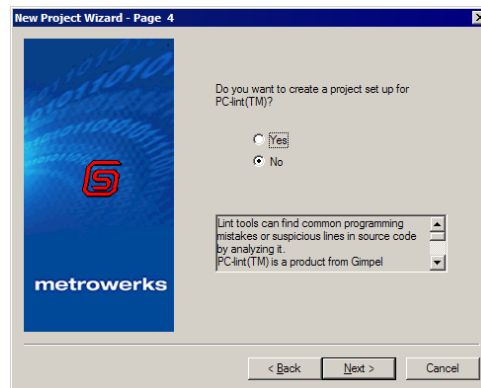 New Project Wizard - Page 4
Do you want to create a project set up for
PC-lint(TM)?
Yes
No
Lint tools can find common programming
mistakes or suspicious lines in source code
by analyzing it.
PC-lint(TM) is a product from Gimpel
metrowerks
< Back
Next >
Cancel